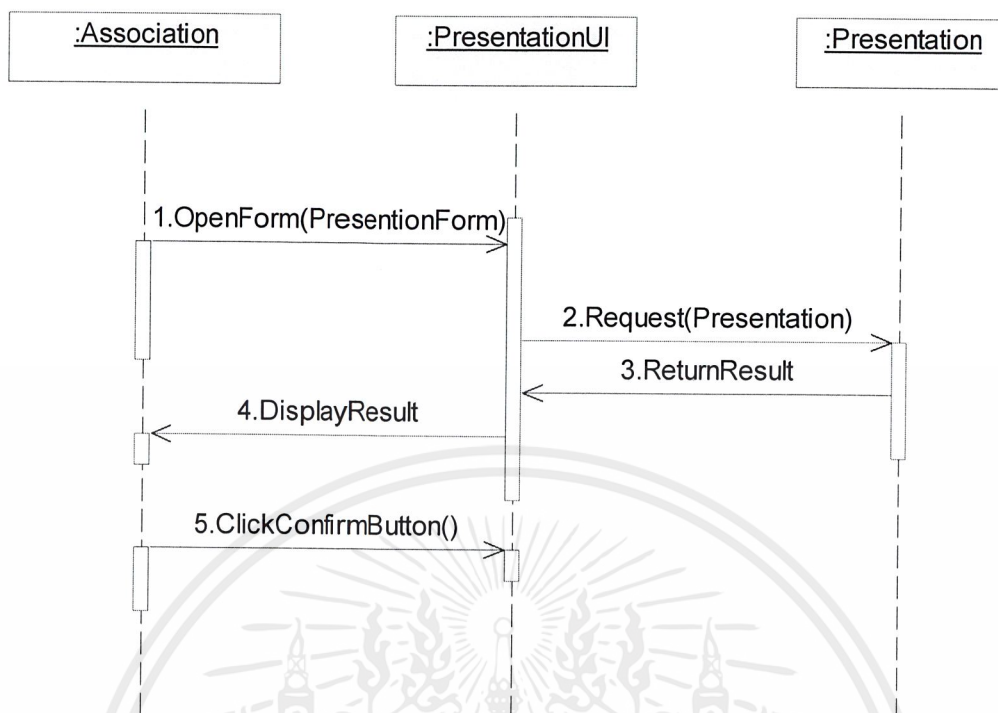 :Association
:PresentationUI
:Presentation
1.OpenForm(PresentionForm)
2.Request(Presentation)
3.ReturnResult
4.DisplayResult
5.ClickConfirmButton()